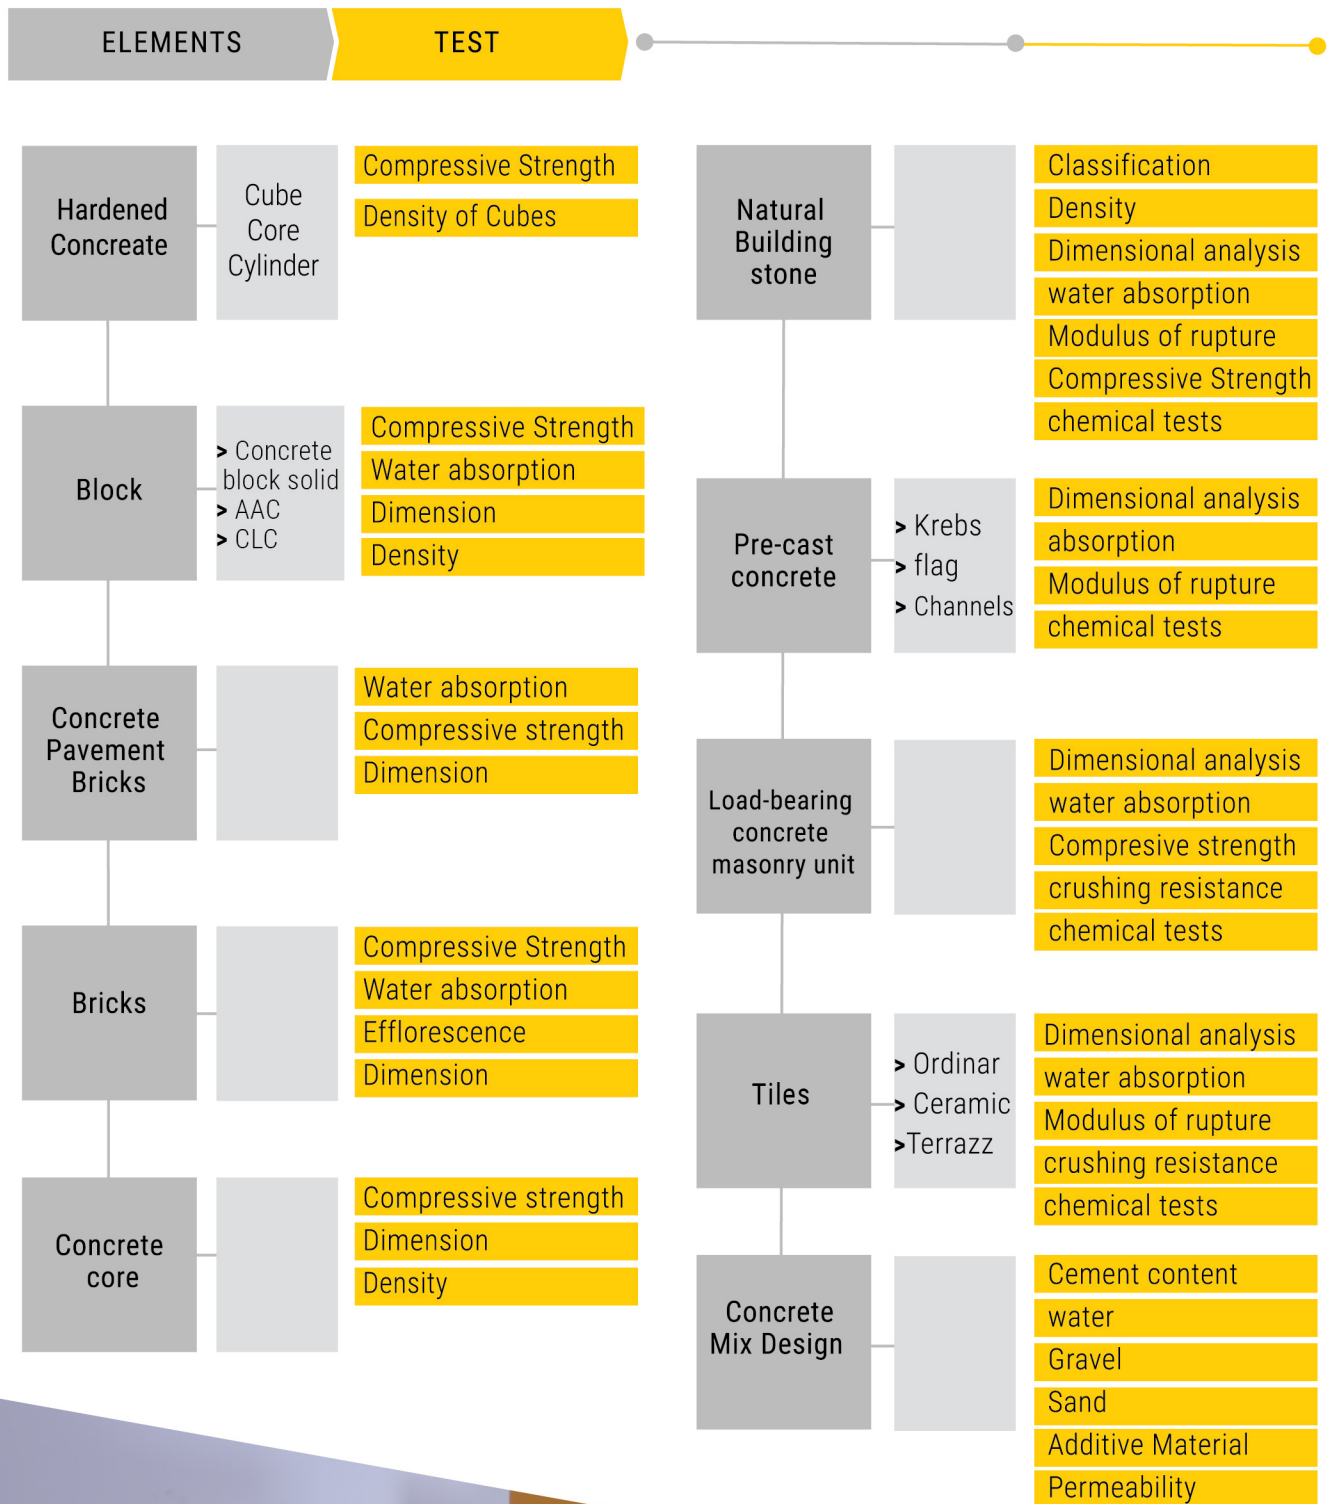 ELEMENTS
TEST
Hardened
Concreate
Cube
Core
Cylinder
Compressive Strength
Density of Cubes
Block
> Concrete
block solid
> AAC
> CLC
Compressive Strength
Water absorption
Dimension
Density
Concrete
Pavement
Bricks
Water absorption
Compressive strength
Dimension
Bricks
Compressive Strength
Water absorption
Efflorescence
Dimension
Concrete
core
Compressive strength
Dimension
Density
Natural
Building
stone
Classification
Density
Dimensional analysis
water absorption
Modulus of rupture
Compressive Strength
chemical tests
Pre-cast
concrete
> Krebs
> flag
> Channels
Dimensional analysis
absorption
Modulus of rupture
chemical tests
Load-bearing
concrete
masonry unit
Dimensional analysis
water absorption
Compresive strength
crushing resistance
chemical tests
Tiles
> Ordinar
> Ceramic
>Terrazz
Dimensional analysis
water absorption
Modulus of rupture
crushing resistance
chemical tests
Concrete
Mix Design
Cement content
water
Gravel
Sand
Additive Material
Permeability